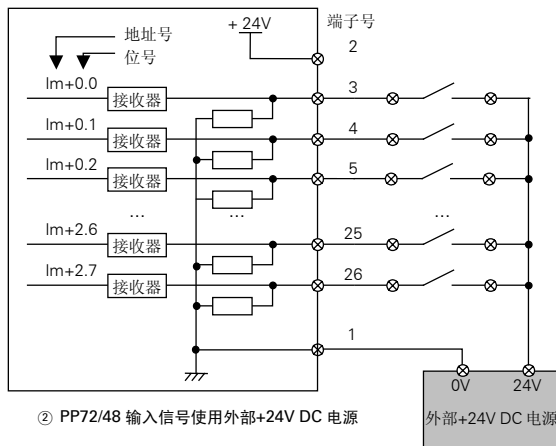 + 24V
端子号
地址号
位号
2
Im+0.0
接收器
3
Im+0.1
接收器
4
Im+0.2
接收器
5
...
...
...
Im+2.6
接收器
25
Im+2.7
接收器
26
1
0V
24V
外部+24V DC 电源
② PP72/48 输入信号使用外部+24V DC 电源